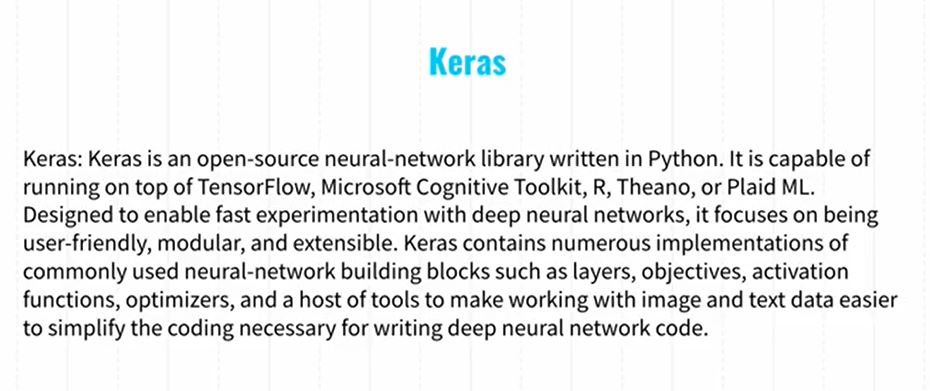 Keras
Keras: Keras is an open-source neural-network library written in Python. It is capable of
running on top of TensorFlow, Microsoft Cognitive Toolkit, R, Theano, or Plaid ML.
Designed to enable fast experimentation with deep neural networks, it focuses on being
user-friendly, modular, and extensible. Keras contains numerous implementations of
commonly used neural-network building blocks such as layers, objectives, activation
functions, optimizers, and a host of tools to make working with image and text data easier
to simplify the coding necessary for writing deep neural network code.